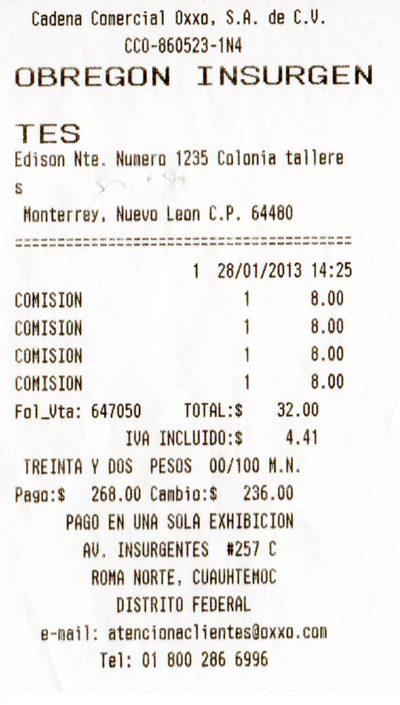 Cadena Comercial Oxxo, S.A. de C.V.
CCO-860523-1N4
OBREGON INSURGEN
TES
Edison Nte. Numero 1235 Colonia tallere
s
Monterrey, Nuevo Leon C.P. 64480
========================================
1 28/01/2013 14:25
COMISION 1 8.00
COMISION 1 8.00
COMISION 1 8.00
COMISION 1 8.00
Fol_Vta: 647050 TOTAL:$ 32.00
IVA INCLUIDO:$ 4.41
TREINTA Y DOS PESOS 00/100 M.N.
Pago:$ 268.00 Cambio:$ 236.00
PAGO EN UNA SOLA EXHIBICION
AV. INSURGENTES #257 C
ROMA NORTE, CUAUHTEMOC
DISTRITO FEDERAL
e-mail: atencionaclientes@oxxo.com
Tel: 01 800 286 6996